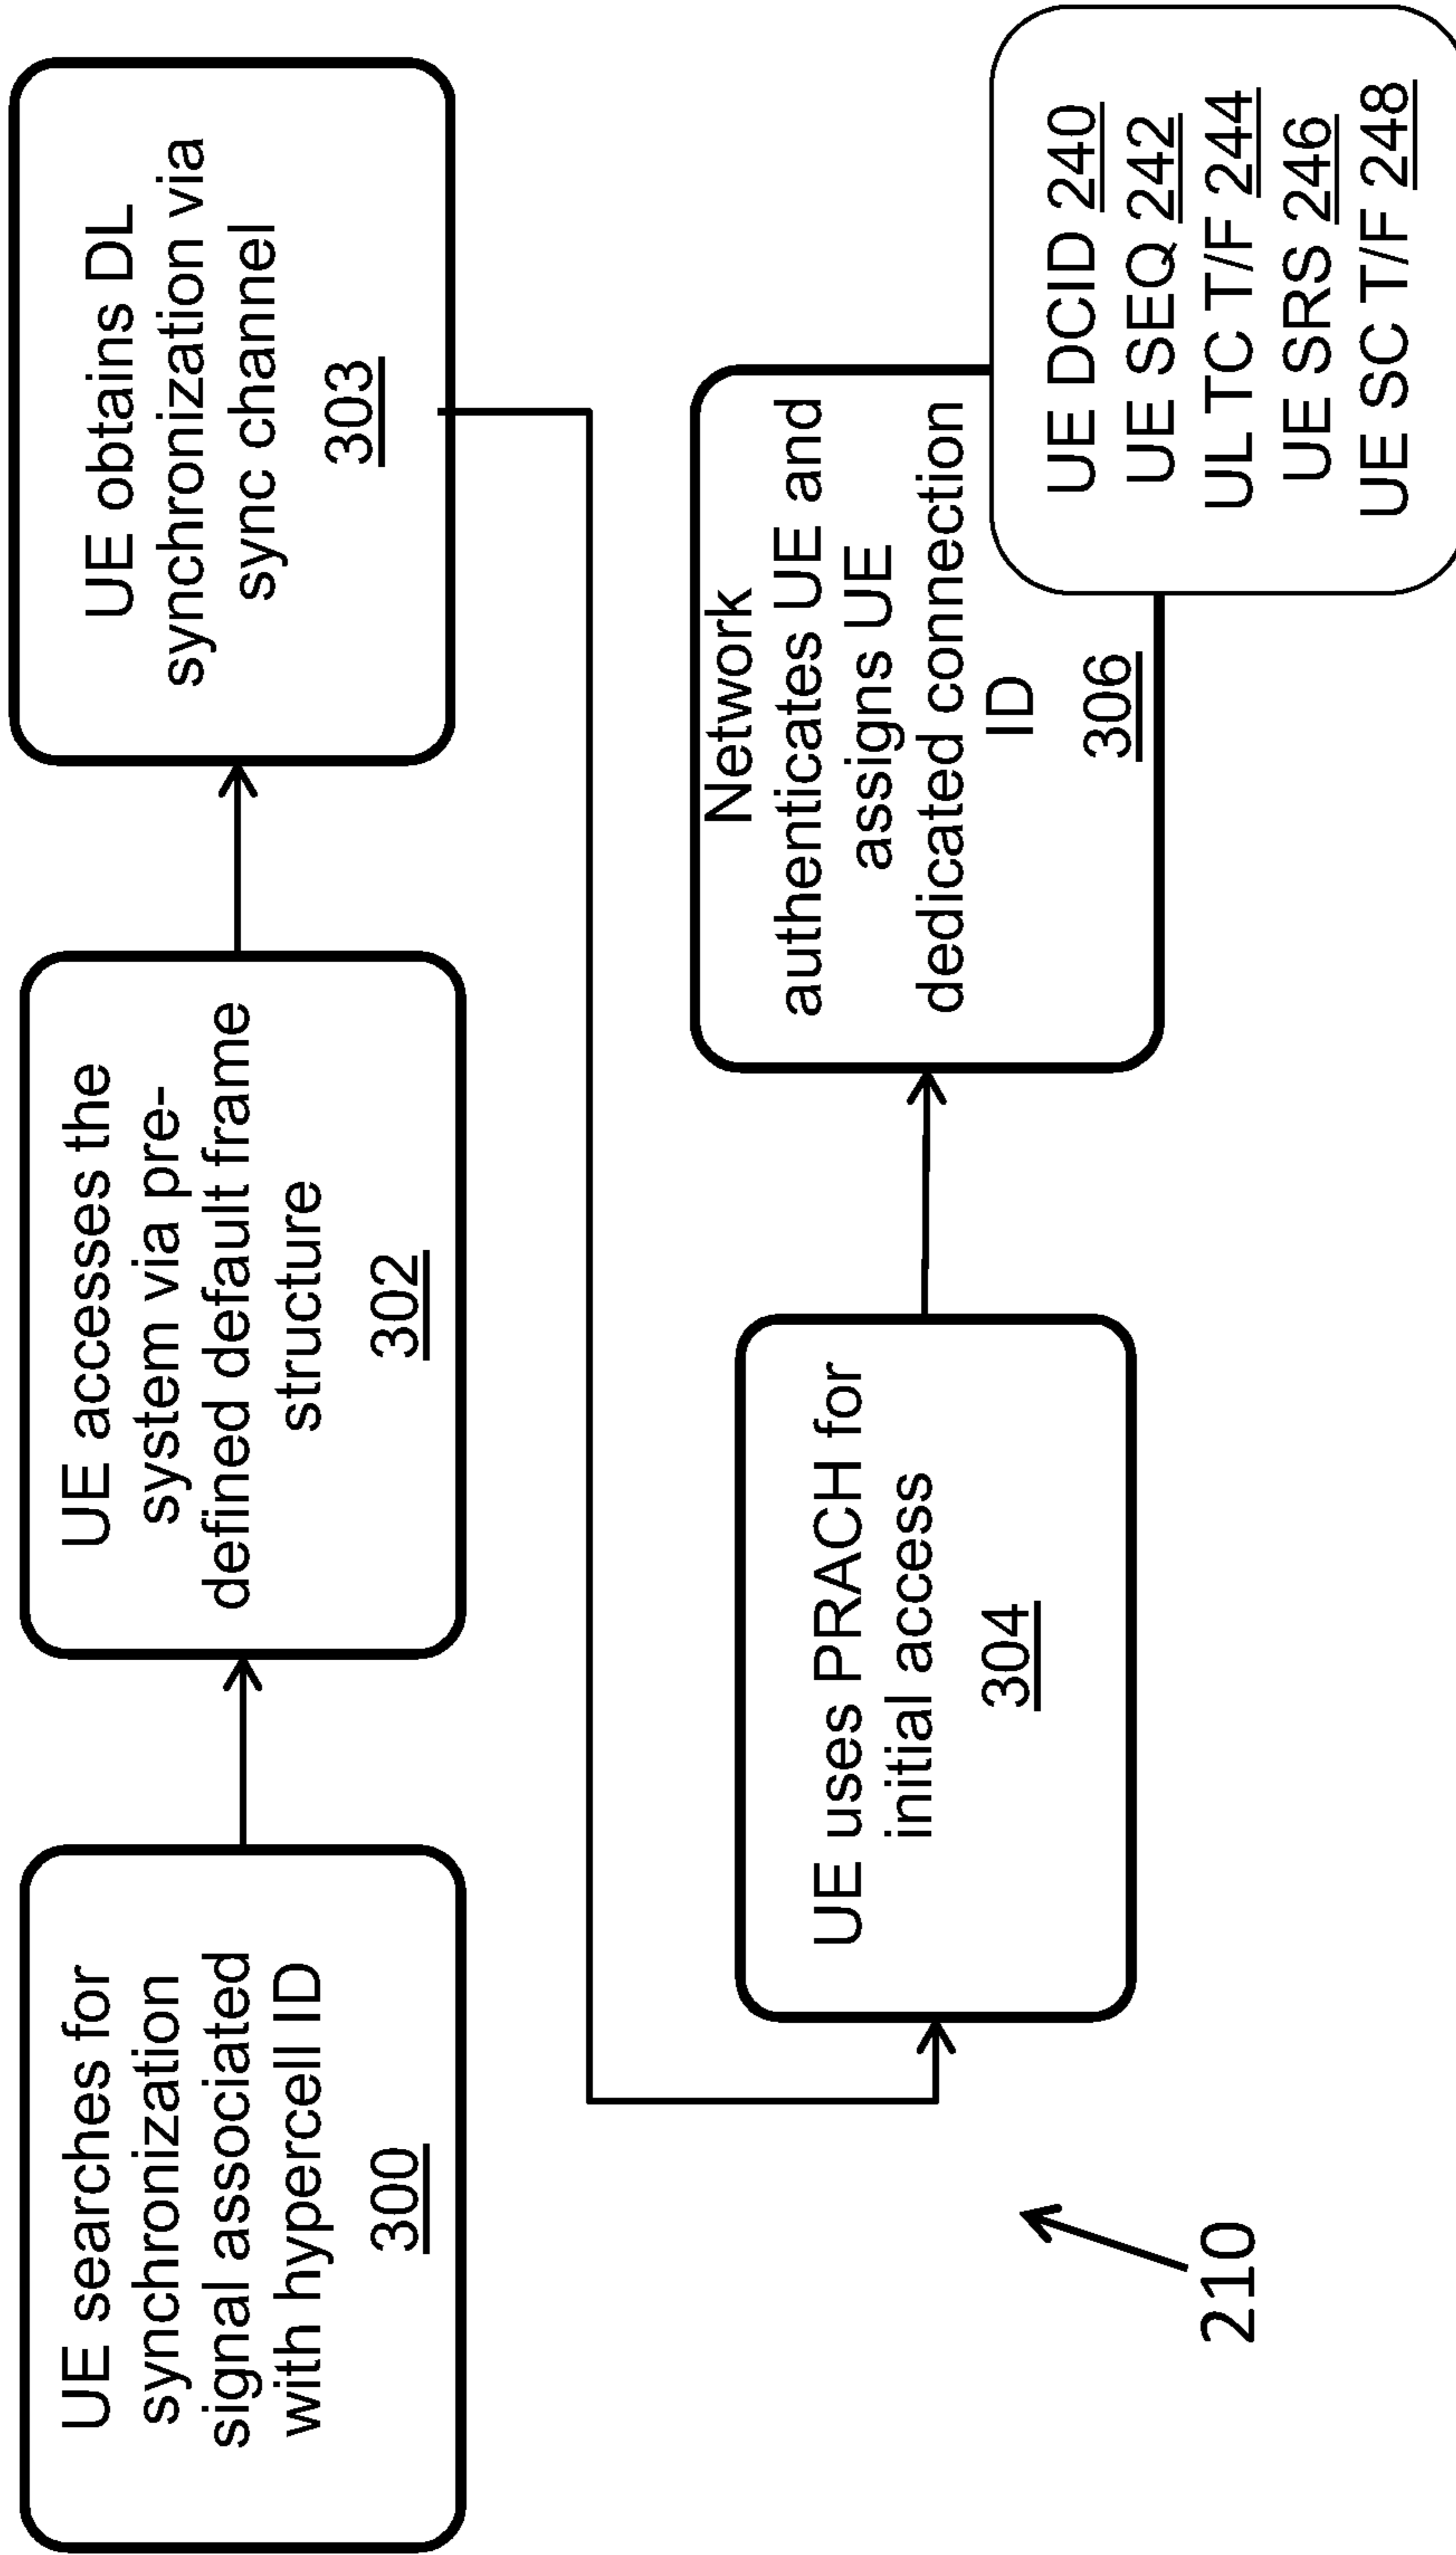 UE searches for
synchronization
signal associated
with hypercell ID
300
UE accesses the
system via pre-
defined default frame
structure
302
UE obtains DL
synchronization via
sync channel
303
UE uses PRACH for
initial access
304
Network
authenticates UE and
assigns UE
dedicated connection
ID
306
UE DCID 240
UE SEQ 242
UL TC T/F 244
UE SRS 246
UE SC T/F 248
210